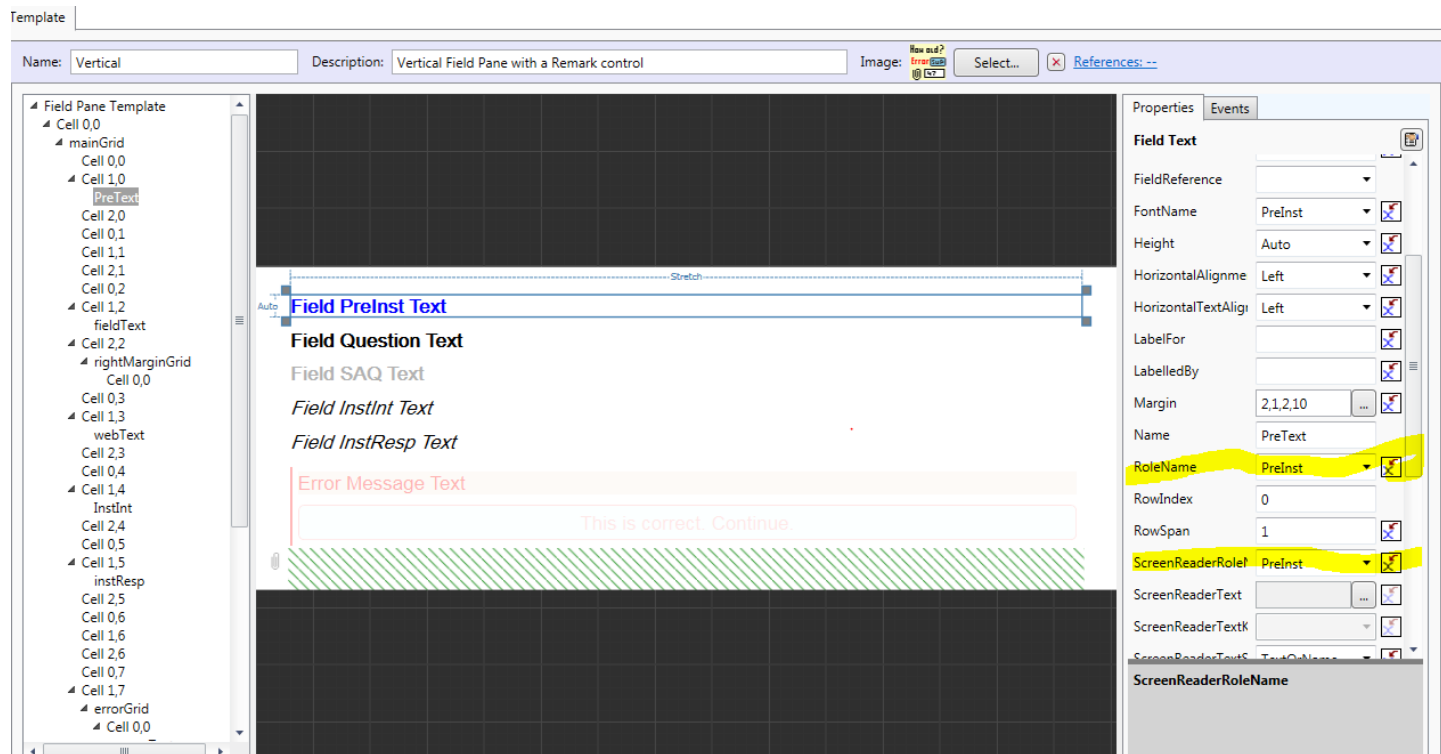 Template
Name: Vertical Description: Vertical Field Pane with a Remark control Image: How old? Error Select... References: --
Field Pane Template
Cell 0,0
mainGrid
Cell 0,0
Cell 1,0
PreText
Cell 2,0
Cell 0,1
Cell 1,1
Cell 2,1
Cell 0,2
Cell 1,2
fieldText
Cell 2,2
rightMarginGrid
Cell 0,0
Cell 0,3
Cell 1,3
webText
Cell 2,3
Cell 0,4
Cell 1,4
InstInt
Cell 2,4
Cell 0,5
Cell 1,5
instResp
Cell 2,5
Cell 0,6
Cell 1,6
Cell 2,6
Cell 0,7
Cell 1,7
errorGrid
Cell 0,0
Stretch
Auto
Field PreInst Text
Field Question Text
Field SAQ Text
Field InstInt Text
Field InstResp Text
Error Message Text
This is correct. Continue
Properties Events
Field Text
FieldReference
FontName PreInst
Height Auto
HorizontalAlignme Left
HorizontalTextAlig Left
LabelFor
LabelledBy
Margin 2,1,2,10 ...
Name PreText
RoleName PreInst
RowIndex 0
RowSpan 1
ScreenReaderRole PreInst
ScreenReaderText ...
ScreenReaderTextK
ScreenReaderTextS TextOrName
ScreenReaderRoleName